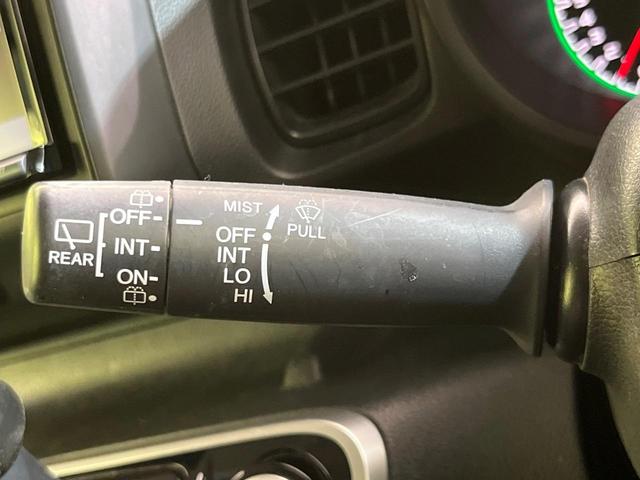 REAR
OFF
INT
ON
MIST
OFF
INT
LO
HI
PULL